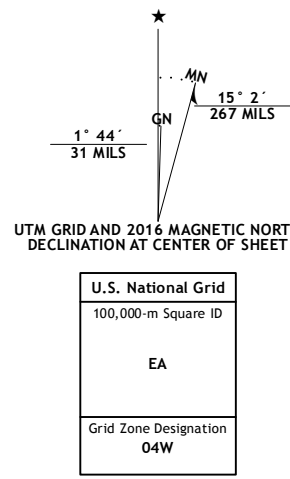 ★
MN
GN
15° 2´
267 MILS
1° 44´
31 MILS
UTM GRID AND 2016 MAGNETIC NORT
DECLINATION AT CENTER OF SHEET
U.S. National Grid
100,000-m Square ID
EA
Grid Zone Designation
04W